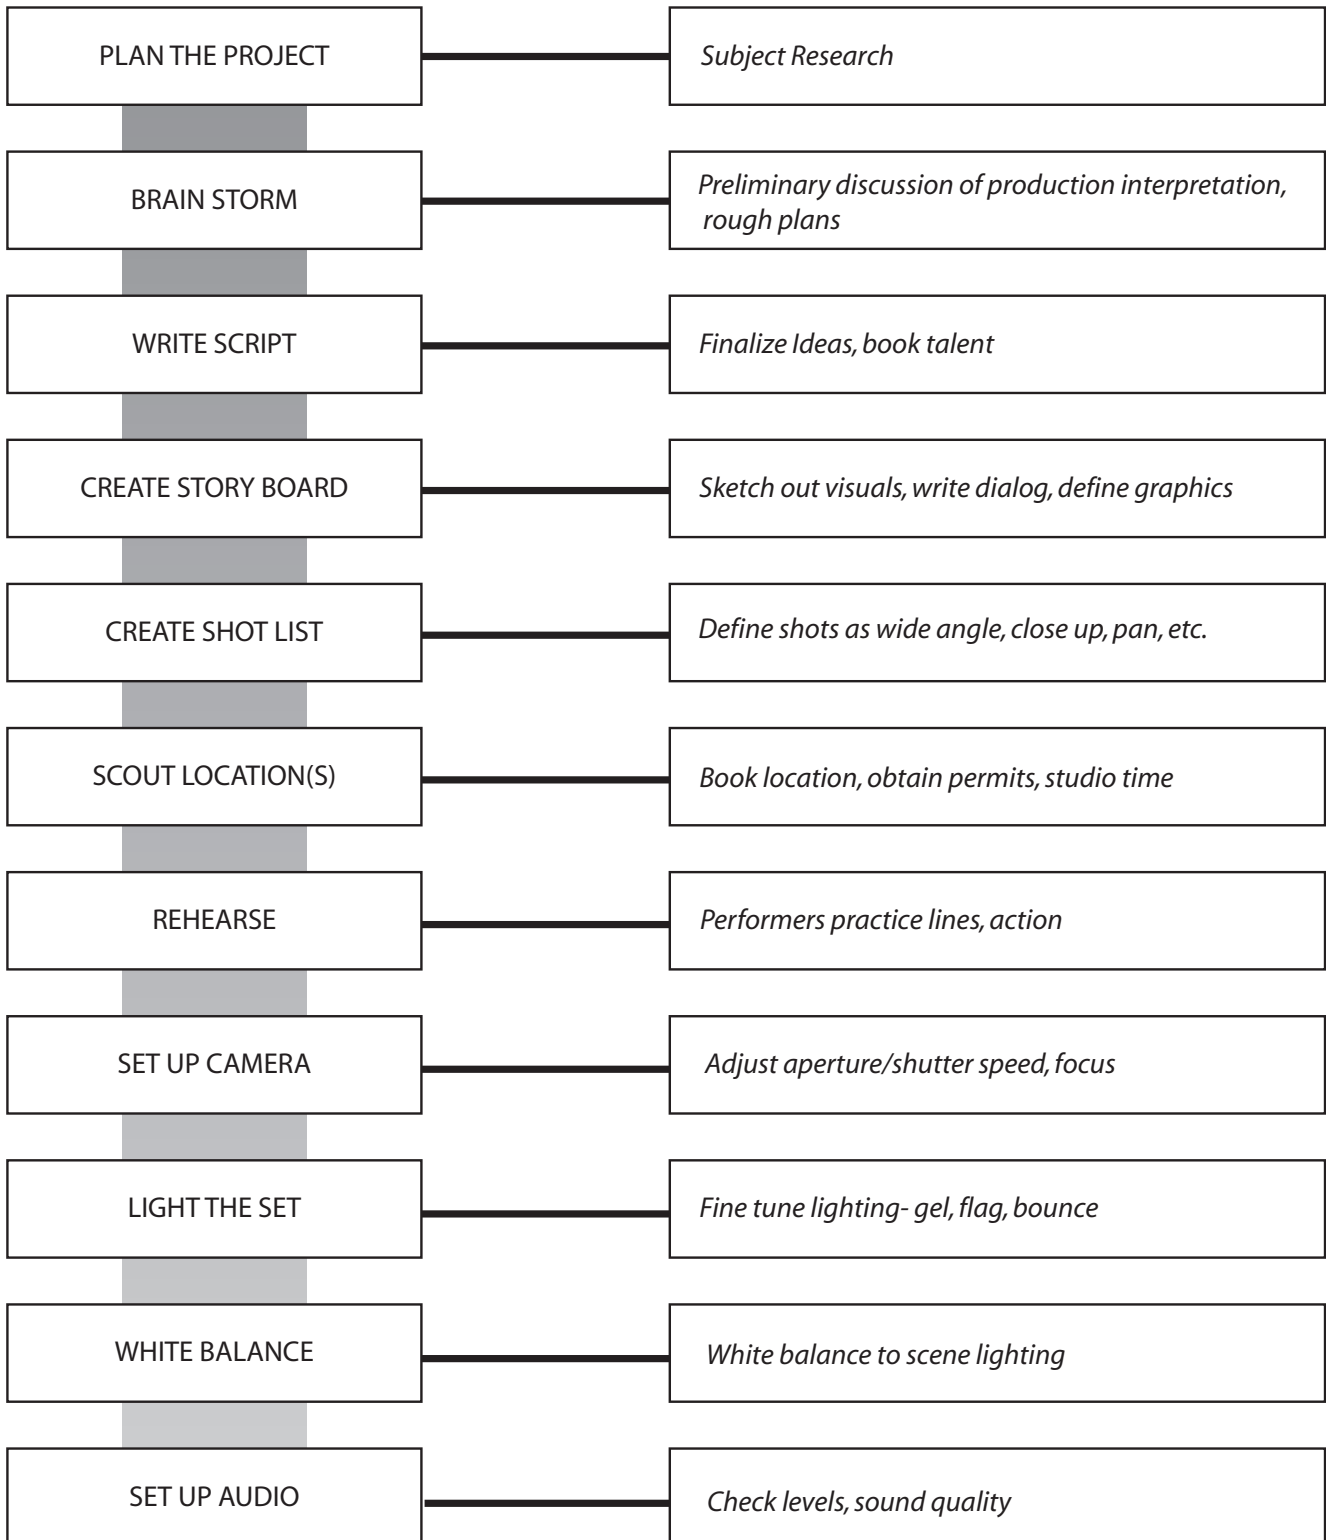 PLAN THE PROJECT
Subject Research
BRAIN STORM
Preliminary discussion of production interpretation,
rough plans
WRITE SCRIPT
Finalize Ideas, book talent
CREATE STORY BOARD
Sketch out visuals, write dialog, define graphics
CREATE SHOT LIST
Define shots as wide angle, close up, pan, etc.
SCOUT LOCATION(S)
Book location, obtain permits, studio time
REHEARSE
Performers practice lines, action
SET UP CAMERA
Adjust aperture/shutter speed, focus
LIGHT THE SET
Fine tune lighting- gel, flag, bounce
WHITE BALANCE
White balance to scene lighting
SET UP AUDIO
Check levels, sound quality